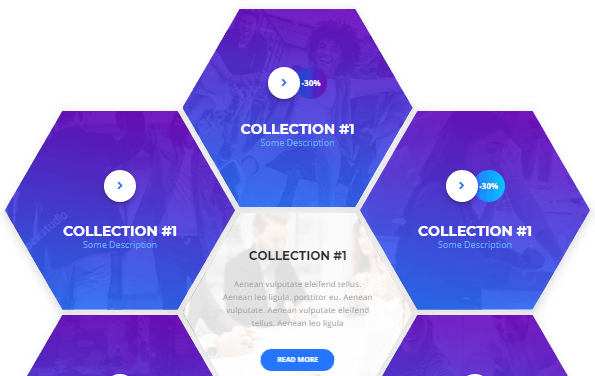 -30%
COLLECTION #1
Some Description
COLLECTION #1
Some Description
-30%
COLLECTION #1
Some Description
COLLECTION #1
Aenean vulputate eleifend tellus.
Aenean leo ligula, porttitor eu. Aenean
vulputate. Aenean vulputate eleifend
tellus. Aenean leo ligula
READ MORE